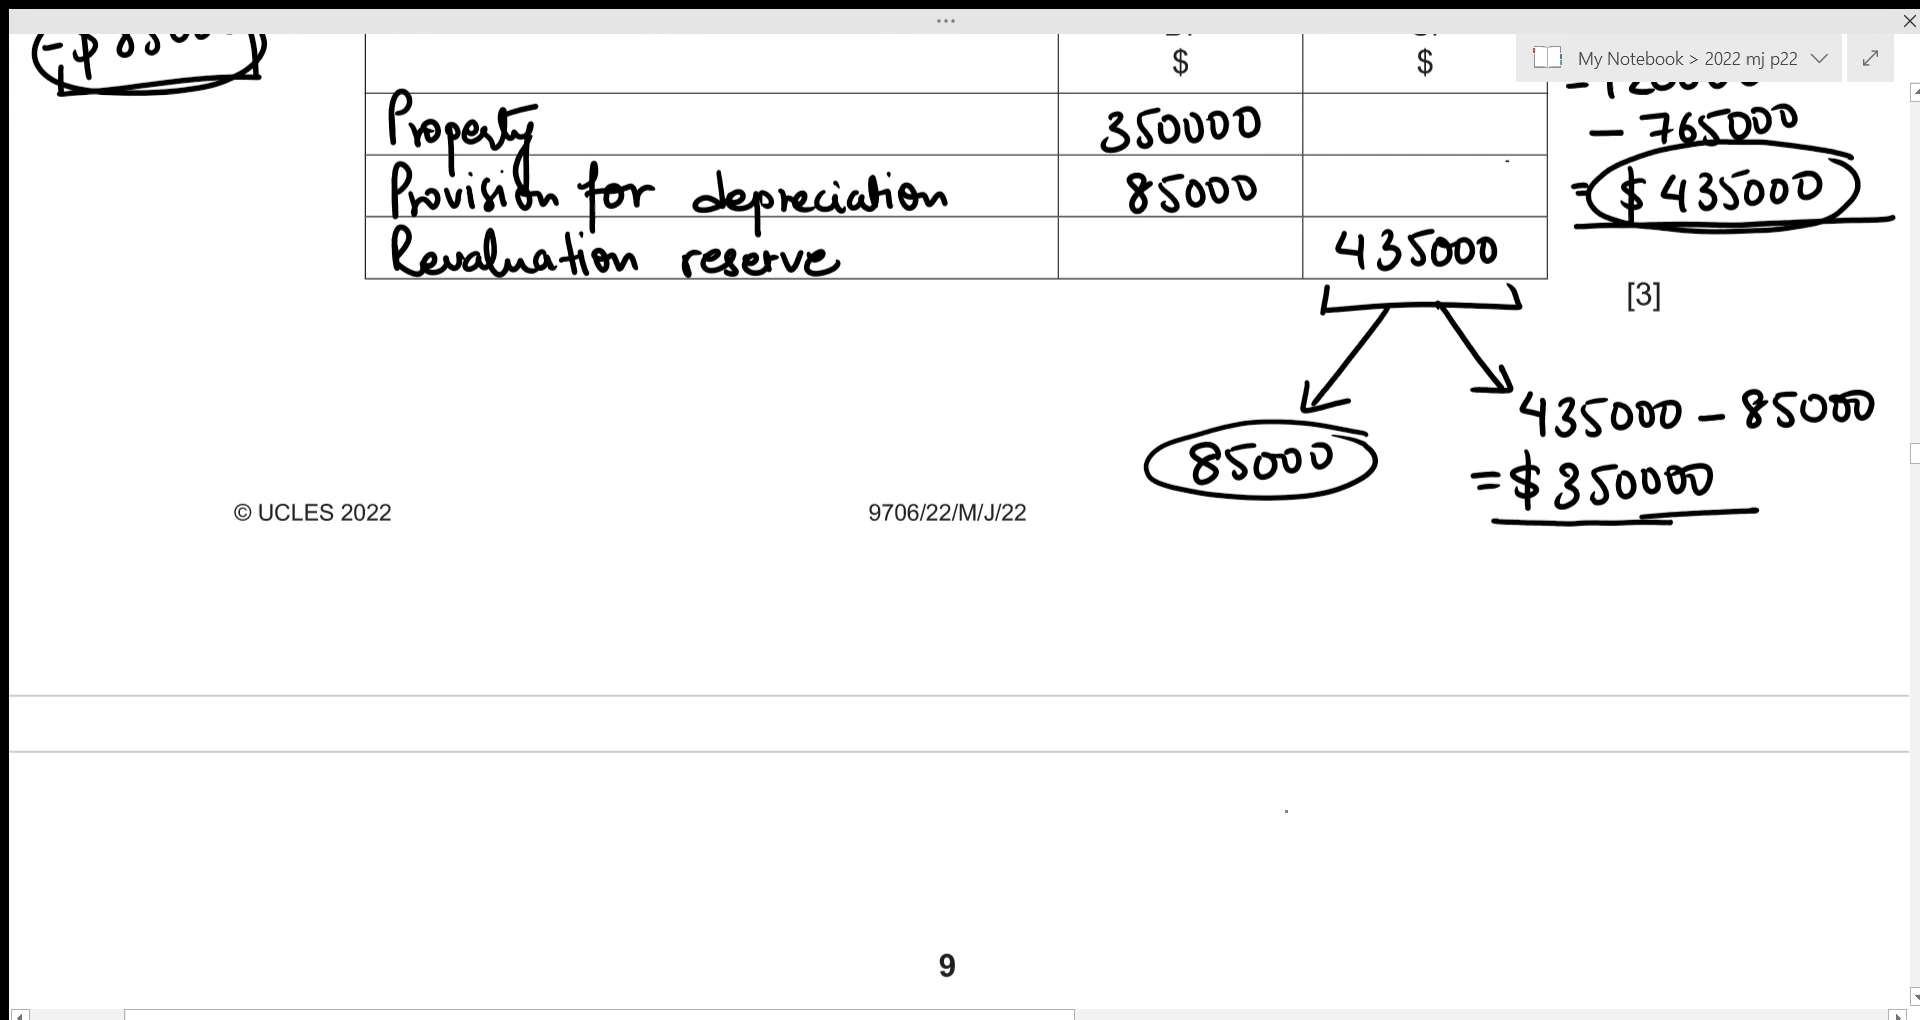 My Notebook > 2022 mj p22
$ $
- 765000
Property 350000
= $ 435000
Provision for depreciation 85000
Revaluation reserve 435000
[3]
435000 - 85000
85000
= $ 350000
© UCLES 2022 9706/22/M/J/22
9